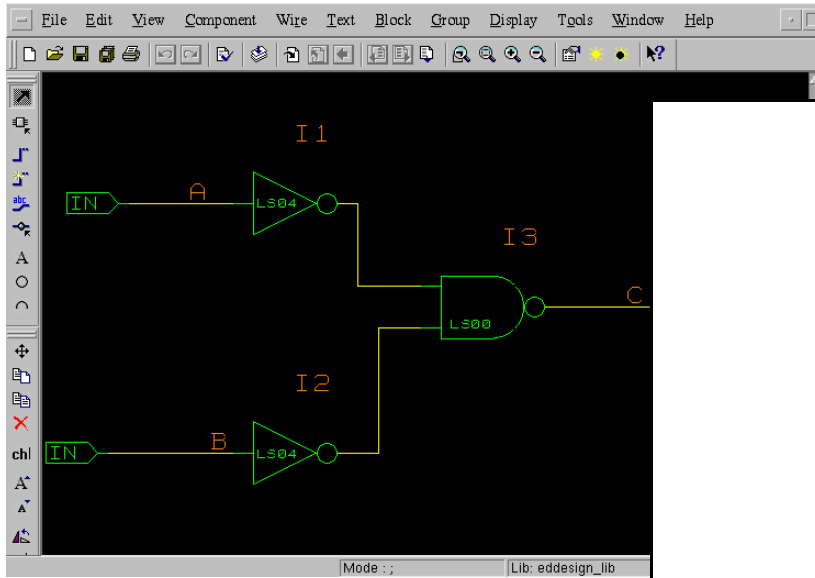 File Edit View Component Wire Text Block Group Display Tools Window Help
abc
A
chl
A
A
I1
IN A LS04
I3
C
LS00
I2
IN B LS04
Mode : ; Lib: eddesign_lib